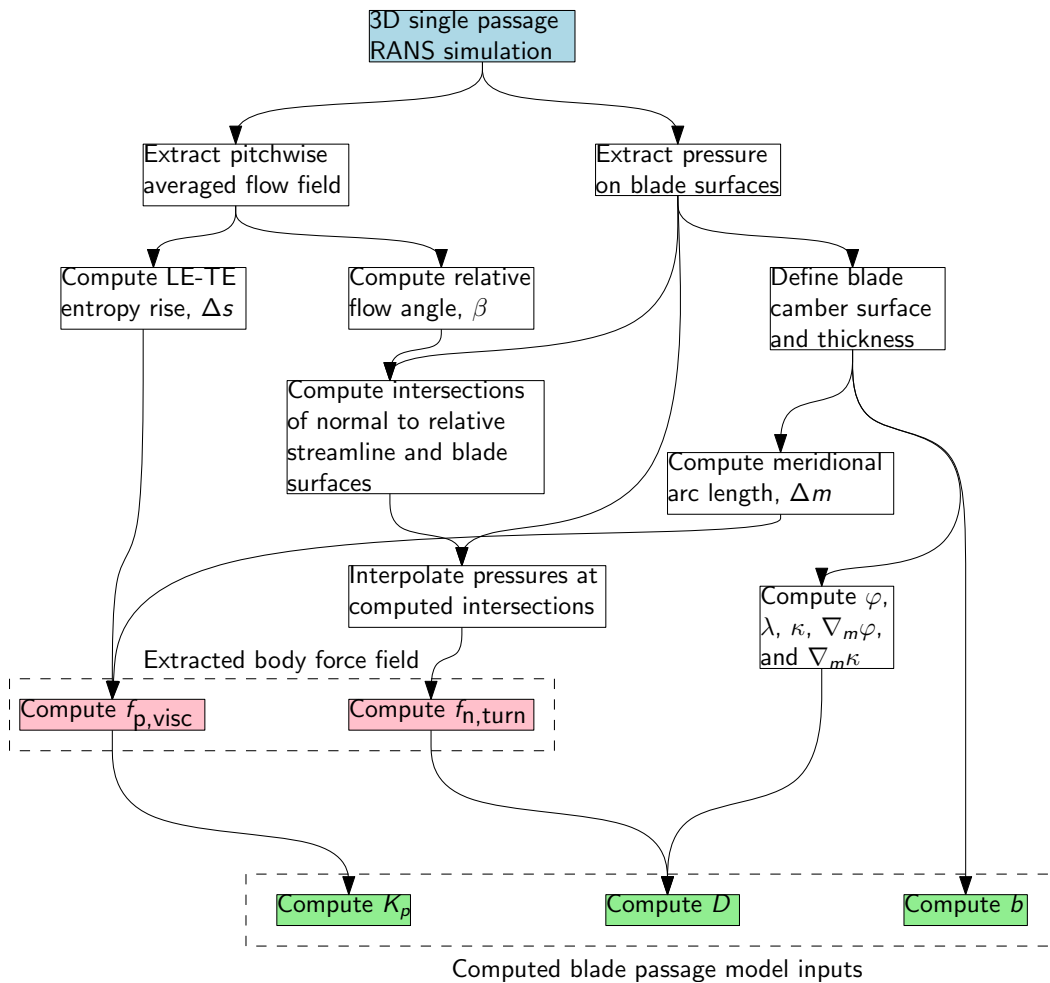 3D single passage
RANS simulation
Extract pitchwise
averaged flow field
Extract pressure
on blade surfaces
Compute LE-TE
entropy rise, Δs
Compute relative
flow angle, β
Define blade
camber surface
and thickness
Compute intersections
of normal to relative
streamline and blade
surfaces
Compute meridional
arc length, Δm
Interpolate pressures at
computed intersections
Compute φ,
λ, κ, ∇ₘφ,
and ∇ₘκ
Extracted body force field
Compute f_p,visc
Compute f_n,turn
Compute K_p
Compute D
Compute b
Computed blade passage model inputs